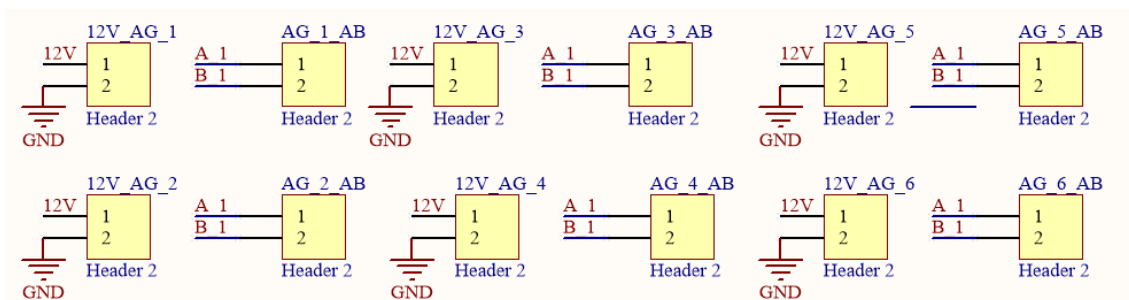 12V_AG_1 AG_1_AB 12V_AG_3 AG_3_AB 12V_AG_5 AG_5_AB
12V 1 A_1 1 12V 1 A_1 1 12V 1 A_1 1
2 B_1 2 2 B_1 2 2 B_1 2
Header 2 Header 2 Header 2 Header 2 Header 2 Header 2
GND GND GND
12V_AG_2 AG_2_AB 12V_AG_4 AG_4_AB 12V_AG_6 AG_6_AB
12V 1 A_1 1 12V 1 A_1 1 12V 1 A_1 1
2 B_1 2 2 B_1 2 2 B_1 2
Header 2 Header 2 Header 2 Header 2 Header 2 Header 2
GND GND GND